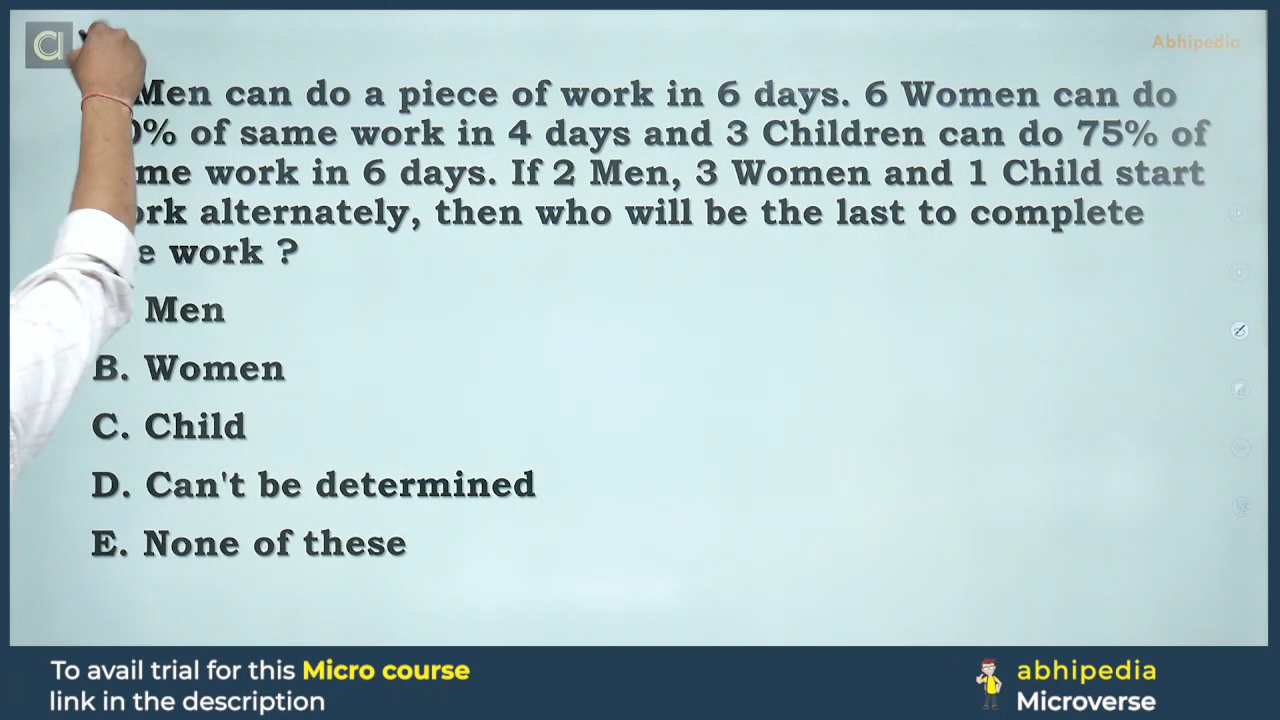 a
Abhipedia
Men can do a piece of work in 6 days. 6 Women can do
0% of same work in 4 days and 3 Children can do 75% of
me work in 6 days. If 2 Men, 3 Women and 1 Child start
ork alternately, then who will be the last to complete
e work ?
Men
B. Women
C. Child
D. Can't be determined
E. None of these
To avail trial for this Micro course
link in the description
abhipedia
Microverse